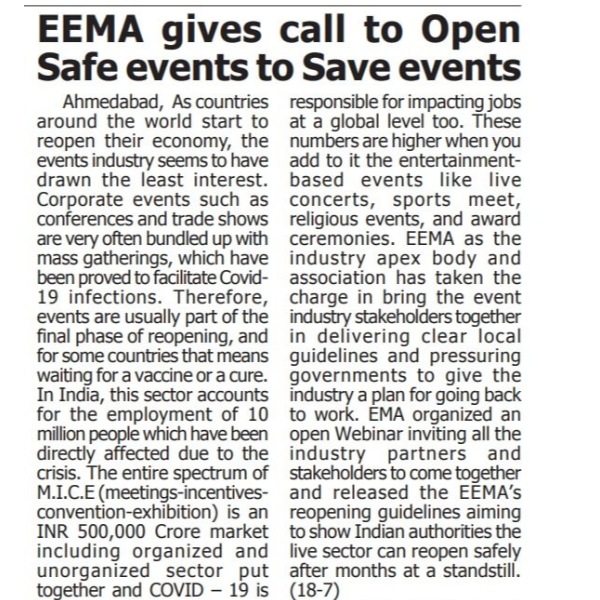 EEMA gives call to Open
Safe events to Save events
Ahmedabad, As countries
around the world start to
reopen their economy, the
events industry seems to have
drawn the least interest.
Corporate events such as
conferences and trade shows
are very often bundled up with
mass gatherings, which have
been proved to facilitate Covid-
19 infections. Therefore,
events are usually part of the
final phase of reopening, and
for some countries that means
waiting for a vaccine or a cure.
In India, this sector accounts
for the employment of 10
million people which have been
directly affected due to the
crisis. The entire spectrum of
M.I.C.E (meetings-incentives-
convention-exhibition) is an
INR 500,000 Crore market
including organized and
unorganized sector put
together and COVID – 19 is
responsible for impacting jobs
at a global level too. These
numbers are higher when you
add to it the entertainment-
based events like live
concerts, sports meet,
religious events, and award
ceremonies. EEMA as the
industry apex body and
association has taken the
charge in bring the event
industry stakeholders together
in delivering clear local
guidelines and pressuring
governments to give the
industry a plan for going back
to work. EMA organized an
open Webinar inviting all the
industry partners and
stakeholders to come together
and released the EEMA's
reopening guidelines aiming
to show Indian authorities the
live sector can reopen safely
after months at a standstill.
(18-7)